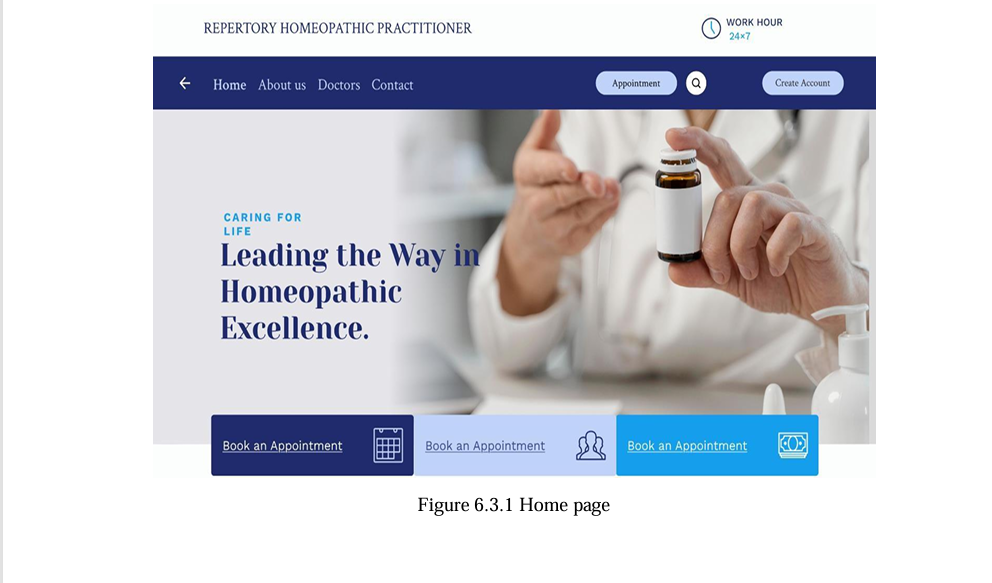 REPERTORY HOMEOPATHIC PRACTITIONER
WORK HOUR
24×7
Home About us Doctors Contact
Appointment
Create Account
CARING FOR
LIFE
Leading the Way in
Homeopathic
Excellence.
Book an Appointment
Book an Appointment
Book an Appointment
Figure 6.3.1 Home page